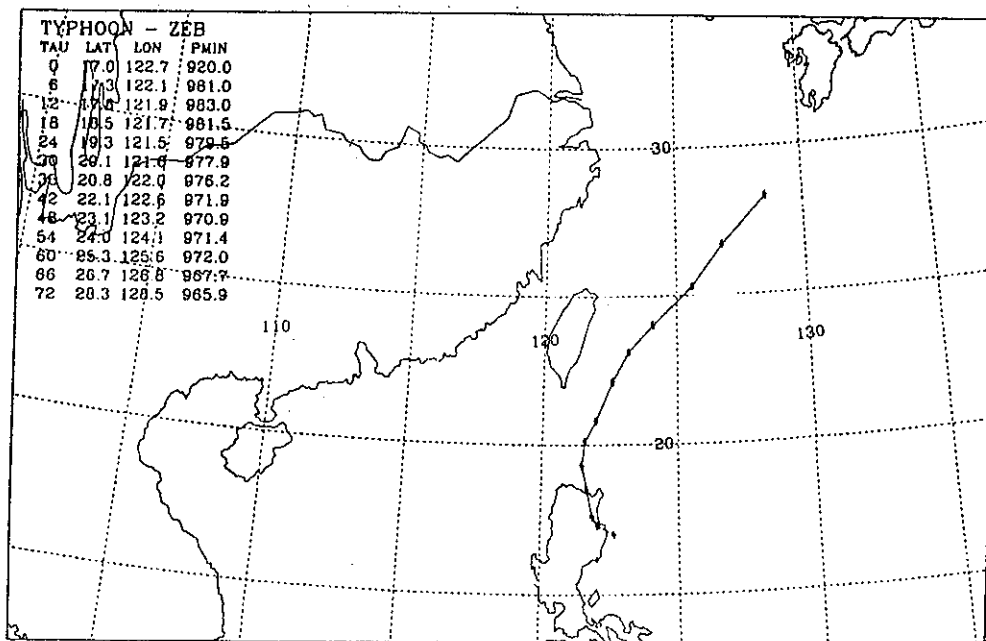 TYPHOON - ZEB
TAU LAT LON PMIN
0 17.0 122.7 920.0
6 17.3 122.1 981.0
12 17.8 121.9 983.0
18 18.5 121.7 981.5
24 19.3 121.5 979.5
30 20.1 121.6 977.9
36 20.8 122.0 976.2
42 22.1 122.6 971.9
48 23.1 123.2 970.9
54 24.0 124.1 971.4
60 25.3 125.6 972.0
66 26.7 126.8 967.7
72 28.3 128.5 965.9
30
110
120
130
20